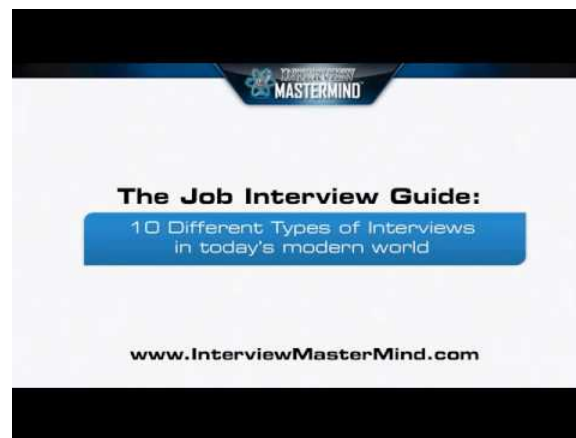 MASTERMIND
The Job Interview Guide:
10 Different Types of Interviews
in today's modern world
www.InterviewMasterMind.com